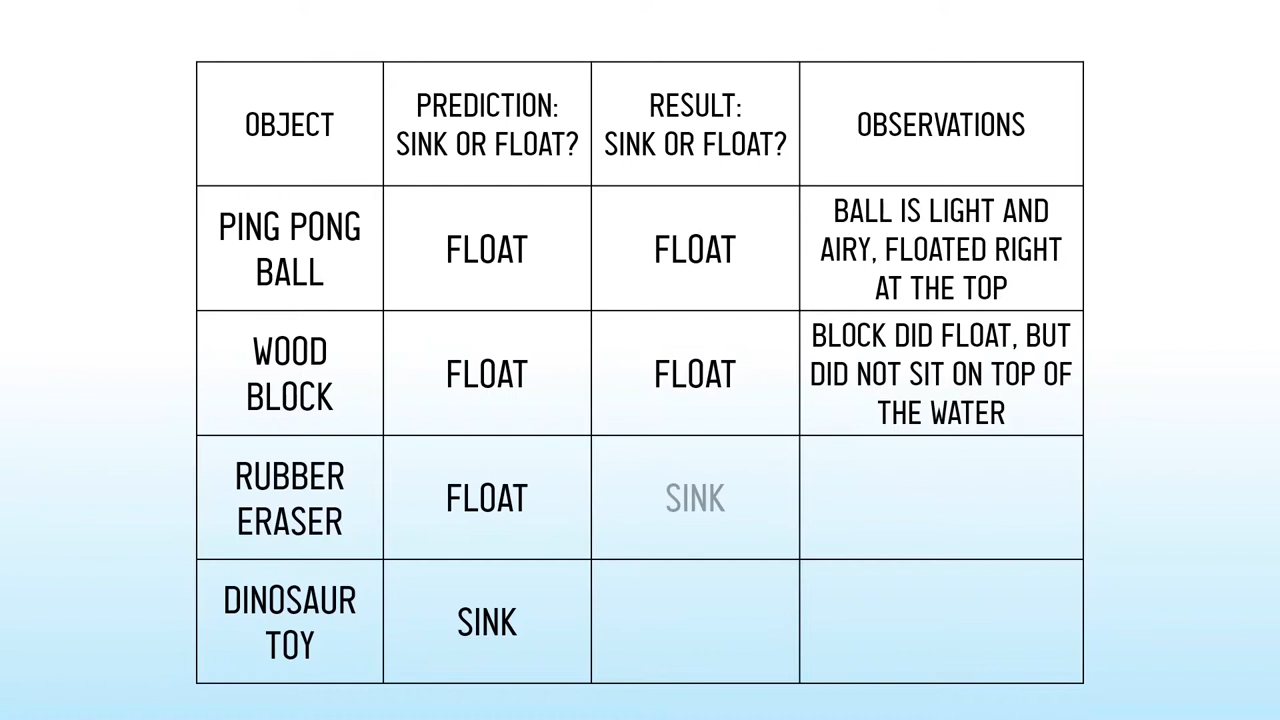 OBJECT
PREDICTION:
SINK OR FLOAT?
RESULT:
SINK OR FLOAT?
OBSERVATIONS
PING PONG
BALL
FLOAT
FLOAT
BALL IS LIGHT AND
AIRY, FLOATED RIGHT
AT THE TOP
WOOD
BLOCK
FLOAT
FLOAT
BLOCK DID FLOAT, BUT
DID NOT SIT ON TOP OF
THE WATER
RUBBER
ERASER
FLOAT
SINK
DINOSAUR
TOY
SINK